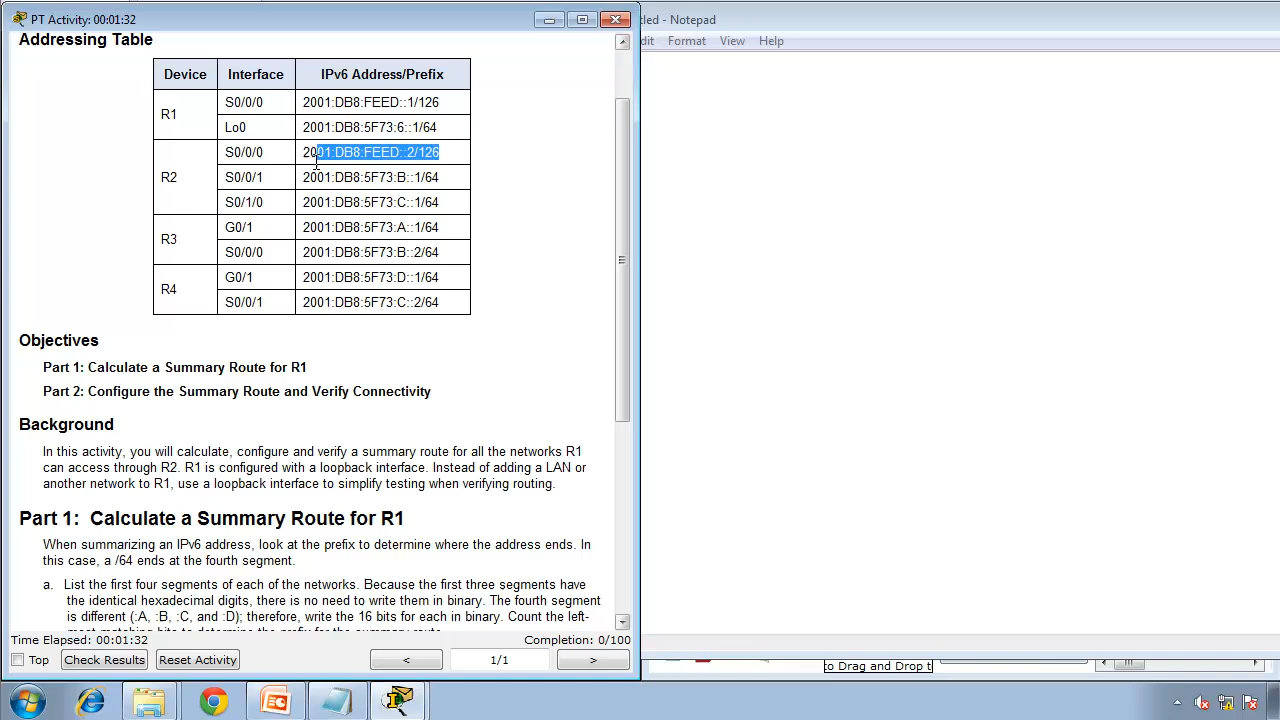 PT Activity: 00:01:32
tled - Notepad
dit Format View Help
Addressing Table
Device Interface IPv6 Address/Prefix
R1
S0/0/0 2001:DB8:FEED::1/126
Lo0 2001:DB8:5F73:6::1/64
R2
S0/0/0 2001:DB8:FEED::2/126
S0/0/1 2001:DB8:5F73:B::1/64
S0/1/0 2001:DB8:5F73:C::1/64
R3
G0/1 2001:DB8:5F73:A::1/64
S0/0/0 2001:DB8:5F73:B::2/64
R4
G0/1 2001:DB8:5F73:D::1/64
S0/0/1 2001:DB8:5F73:C::2/64
Objectives
Part 1: Calculate a Summary Route for R1
Part 2: Configure the Summary Route and Verify Connectivity
Background
In this activity, you will calculate, configure and verify a summary route for all the networks R1
can access through R2. R1 is configured with a loopback interface. Instead of adding a LAN or
another network to R1, use a loopback interface to simplify testing when verifying routing.
Part 1: Calculate a Summary Route for R1
When summarizing an IPv6 address, look at the prefix to determine where the address ends. In
this case, a /64 ends at the fourth segment.
a. List the first four segments of each of the networks. Because the first three segments have
the identical hexadecimal digits, there is no need to write them in binary. The fourth segment
is different (:A, :B, :C, and :D); therefore, write the 16 bits for each in binary. Count the left-
most matching bits to determine the prefix for the summary route.
Time Elapsed: 00:01:32 Completion: 0/100
Top Check Results Reset Activity < 1/1 >
to Drag and Drop t